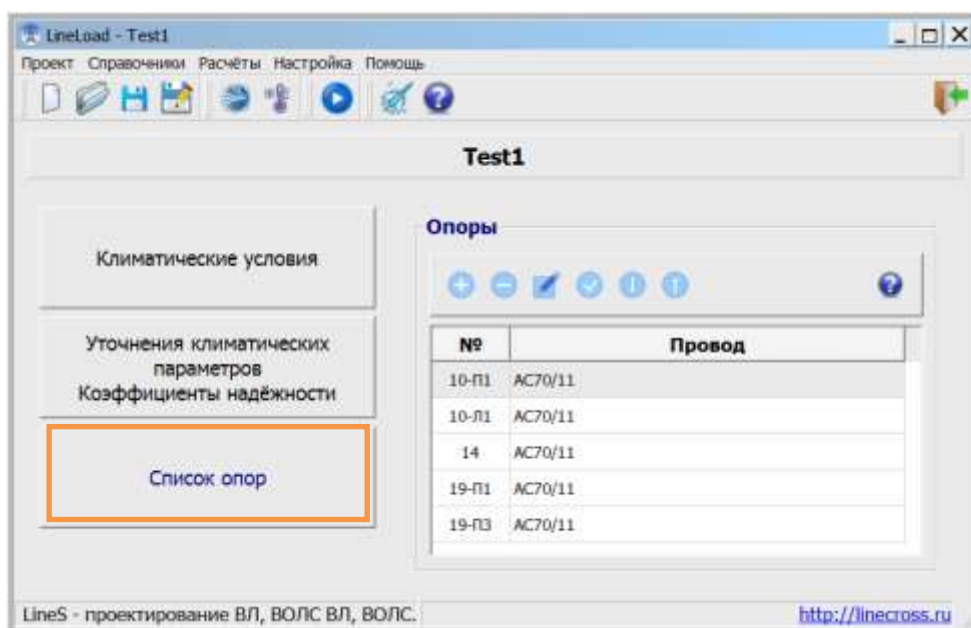 LineLoad - Test1
Проект Справочники Расчёты Настройка Помощь
Test1
Климатические условия
Уточнения климатических
параметров
Коэффициенты надёжности
Список опор
Опоры
№ Провод
10-П1 АС70/11
10-Л1 АС70/11
14 АС70/11
19-П1 АС70/11
19-П3 АС70/11
LineS - проектирование ВЛ, ВОЛС ВЛ, ВОЛС. http://linecross.ru